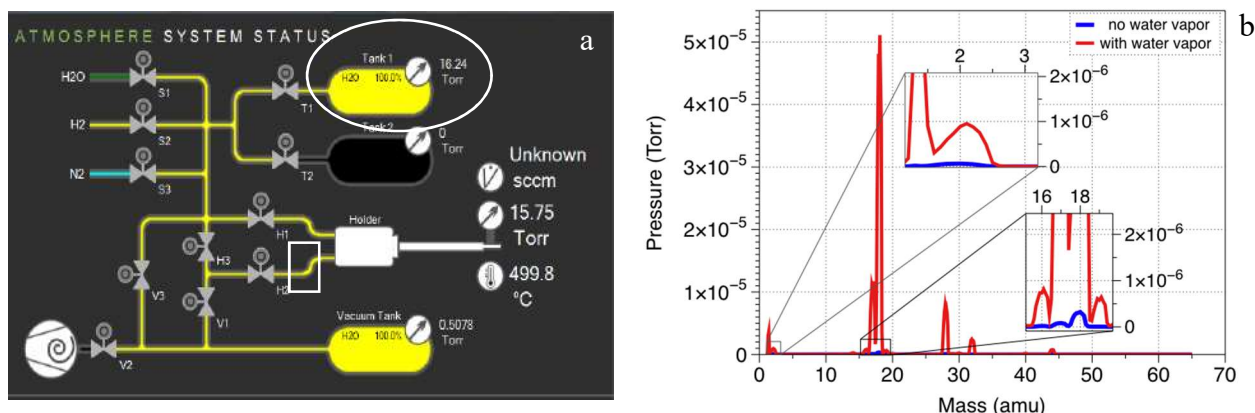 ATMOSPHERE SYSTEM STATUS
a
Tank 1
H2O 100.0%
16.24
Torr
H2O
S1
T1
H2
S2
Tank 2
0
Torr
T2
N2
S3
Unknown
sccm
H1
Holder
15.75
Torr
H3
H2
499.8
°C
V3
V1
Vacuum Tank
H2O 100.0%
0.5078
Torr
V2
b
no water vapor
with water vapor
5×10⁻⁵
4×10⁻⁵
3×10⁻⁵
2×10⁻⁵
1×10⁻⁵
0
Pressure (Torr)
1 2 3
2×10⁻⁶
1×10⁻⁶
0
16 18
2×10⁻⁶
1×10⁻⁶
0
0 10 20 30 40 50 60 70
Mass (amu)